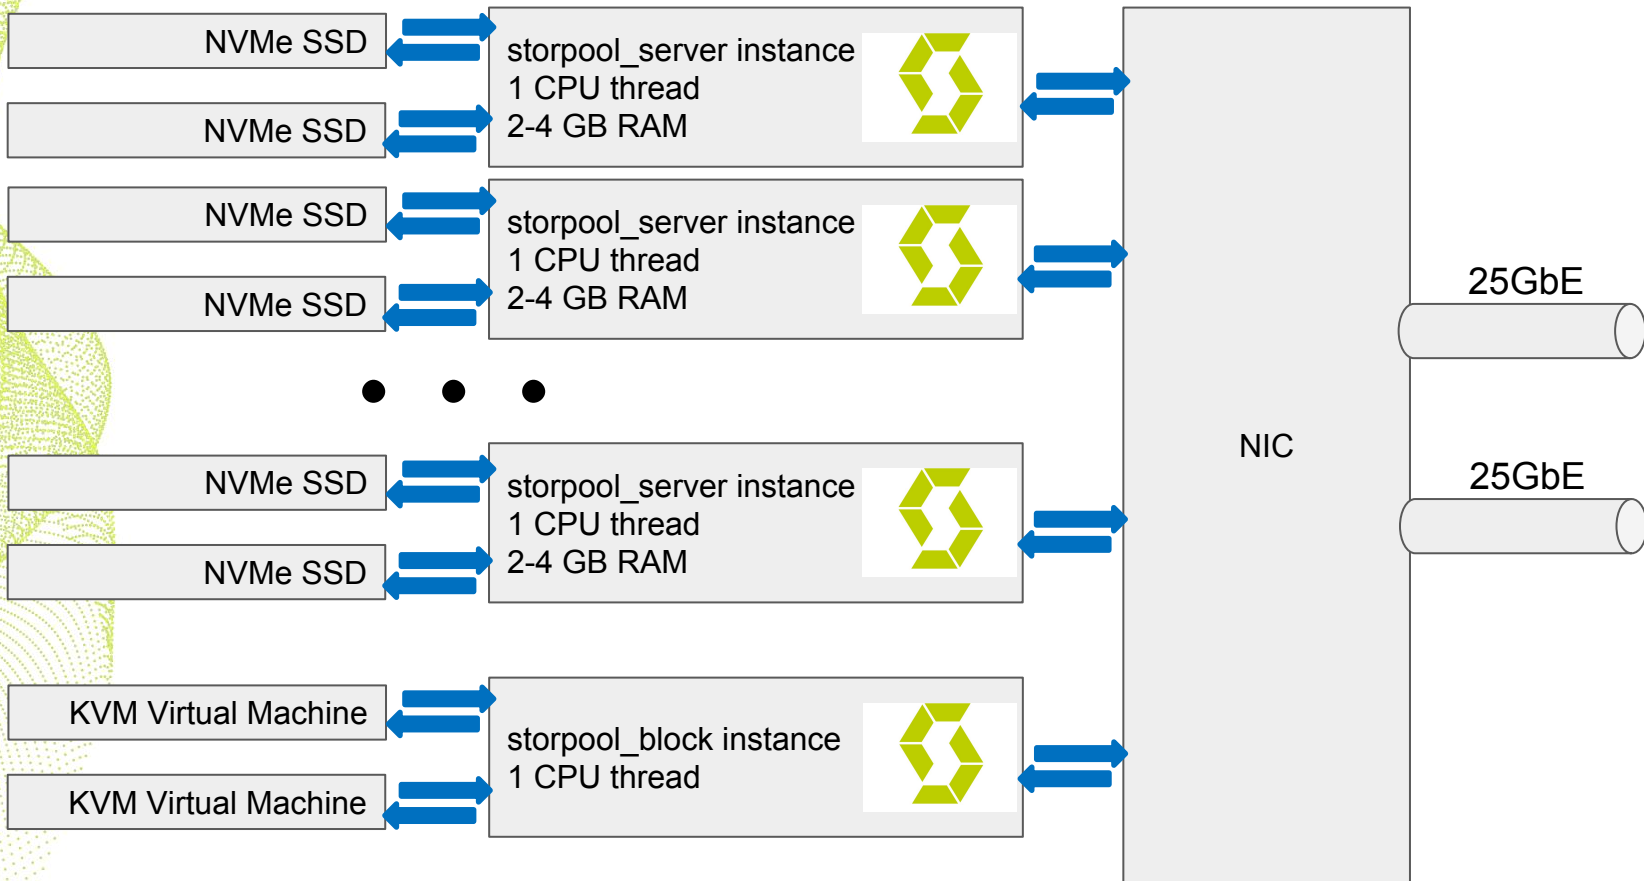 NVMe SSD
NVMe SSD
storpool_server instance
1 CPU thread
2-4 GB RAM
NVMe SSD
NVMe SSD
storpool_server instance
1 CPU thread
2-4 GB RAM
NVMe SSD
NVMe SSD
storpool_server instance
1 CPU thread
2-4 GB RAM
KVM Virtual Machine
KVM Virtual Machine
storpool_block instance
1 CPU thread
NIC
25GbE
25GbE